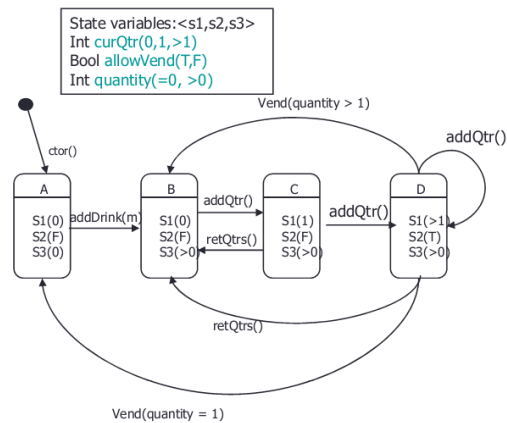 State variables:<s1,s2,s3>
Int curQtr(0,1,>1)
Bool allowVend(T,F)
Int quantity(=0, >0)
Vend(quantity > 1)
addQtr()
ctor()
A
S1(0)
S2(F)
S3(0)
addDrink(m)
B
S1(0)
S2(F)
S3(>0)
addQtr()
retQtrs()
C
S1(1)
S2(F)
S3(>0)
addQtr()
D
S1(>1)
S2(T)
S3(>0)
retQtrs()
Vend(quantity = 1)